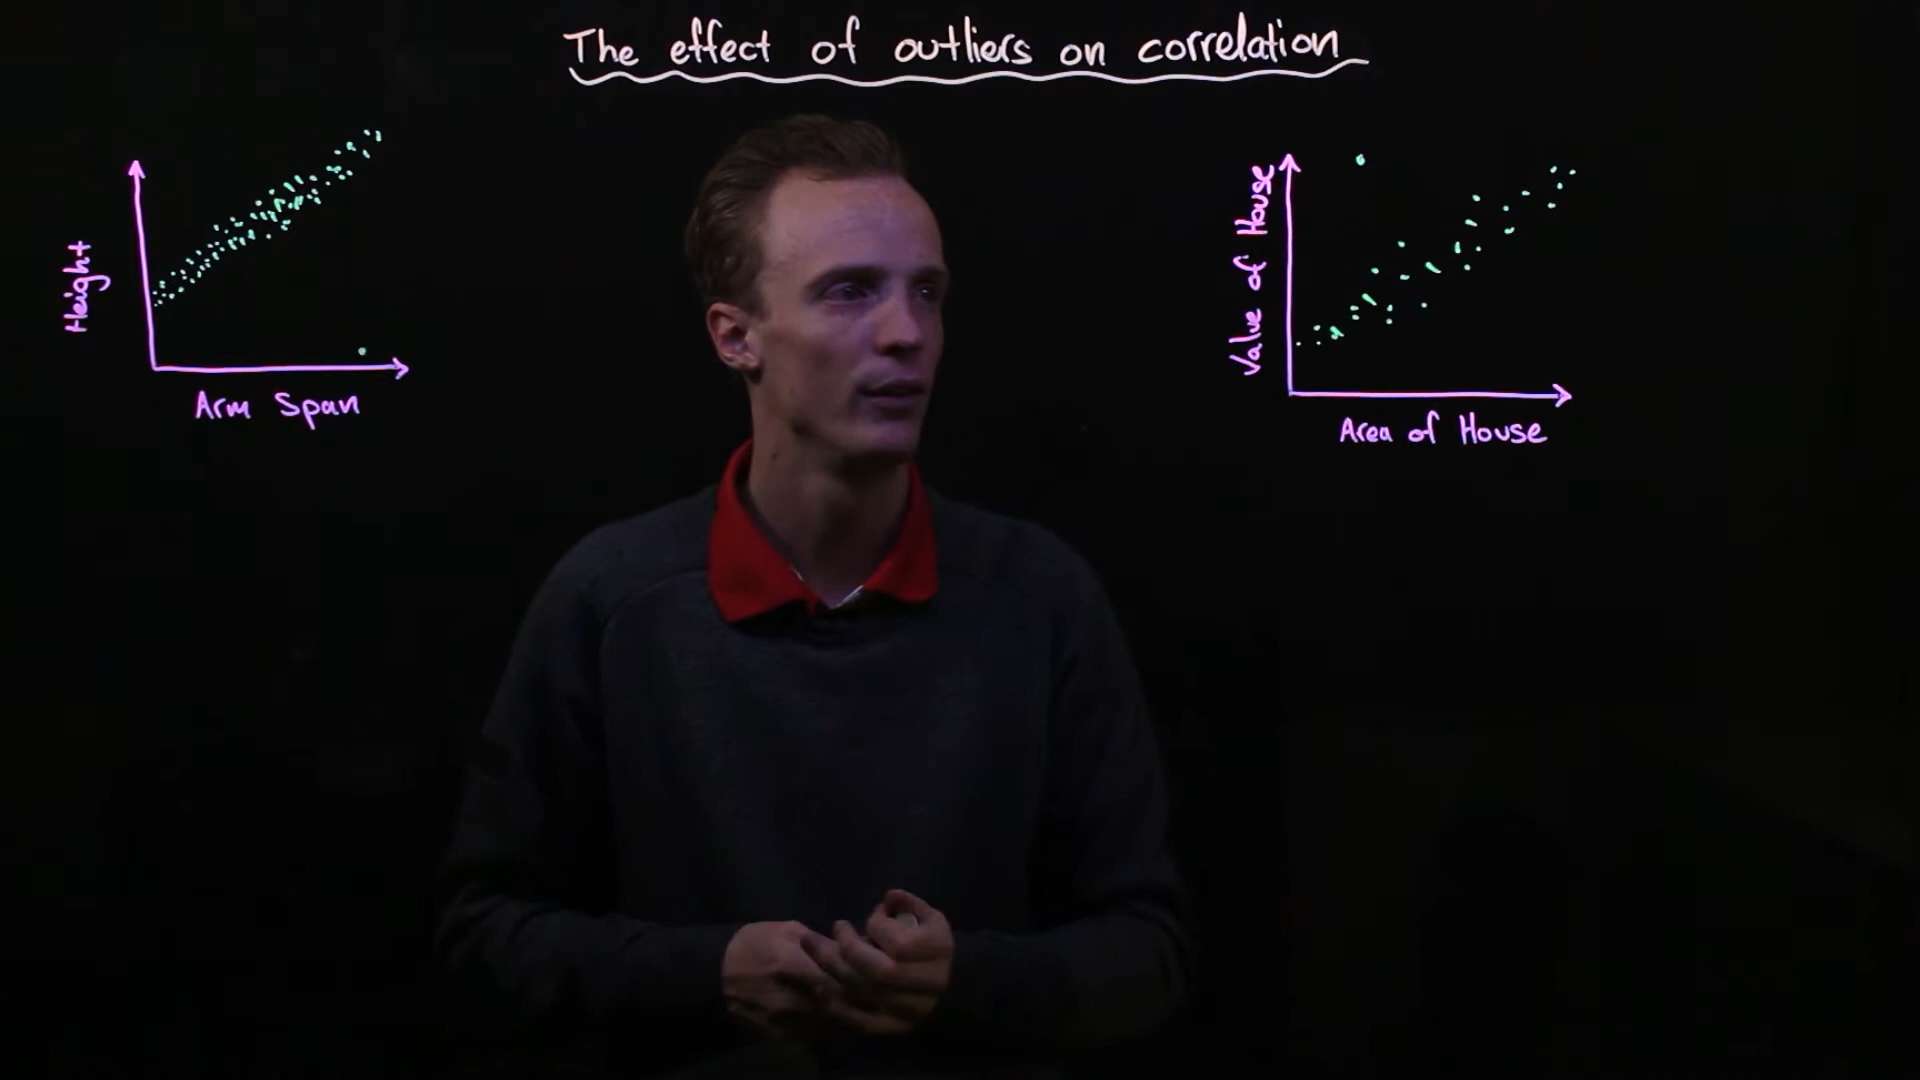 The effect of outliers on correlation
Height
Arm Span
Value of House
Area of House